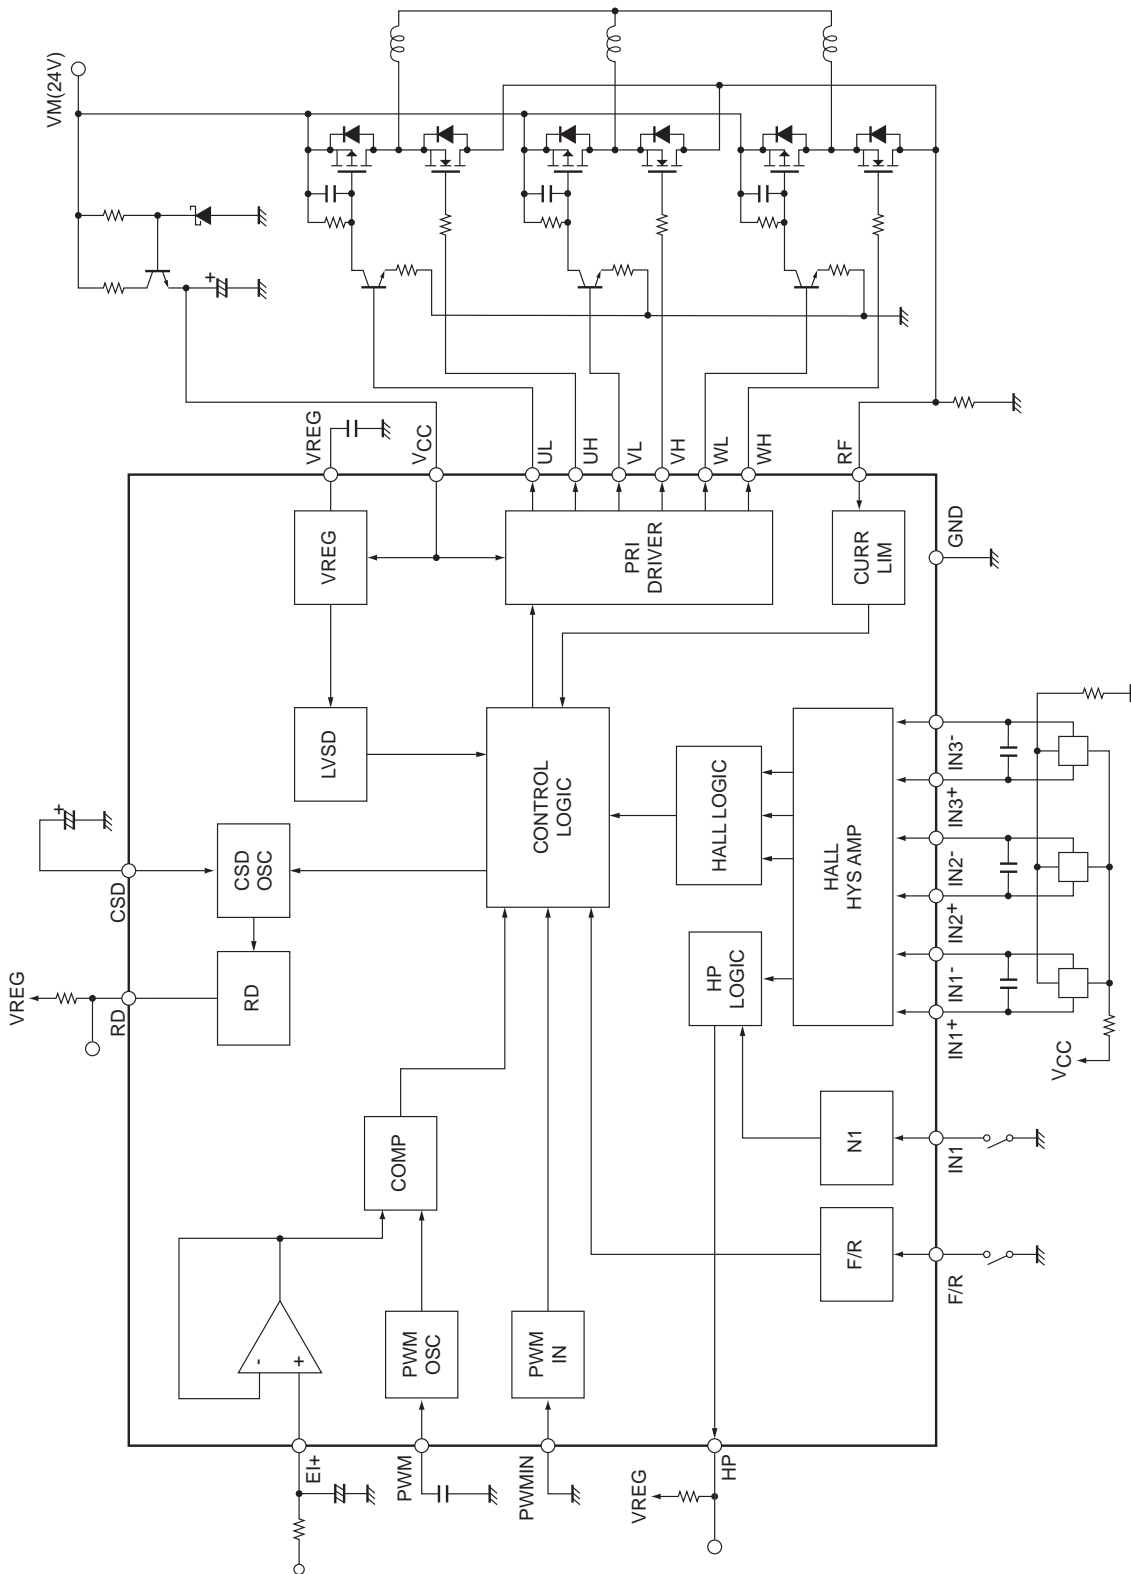 VM(24V)
VREG
VCC
UL
UH
VL
VH
WL
WH
RF
GND
VREG
PRI
DRIVER
CURR
LIM
LVSD
CONTROL
LOGIC
HALL LOGIC
HALL
HYS AMP
IN3-
IN3+
IN2-
IN2+
IN1-
IN1+
VCC
CSD
CSD
OSC
RD
RD
VREG
HP
LOGIC
COMP
N1
IN1
F/R
F/R
-
+
PWM
OSC
PWM
IN
EI+
PWM
PWMIN
VREG
HP
+
+